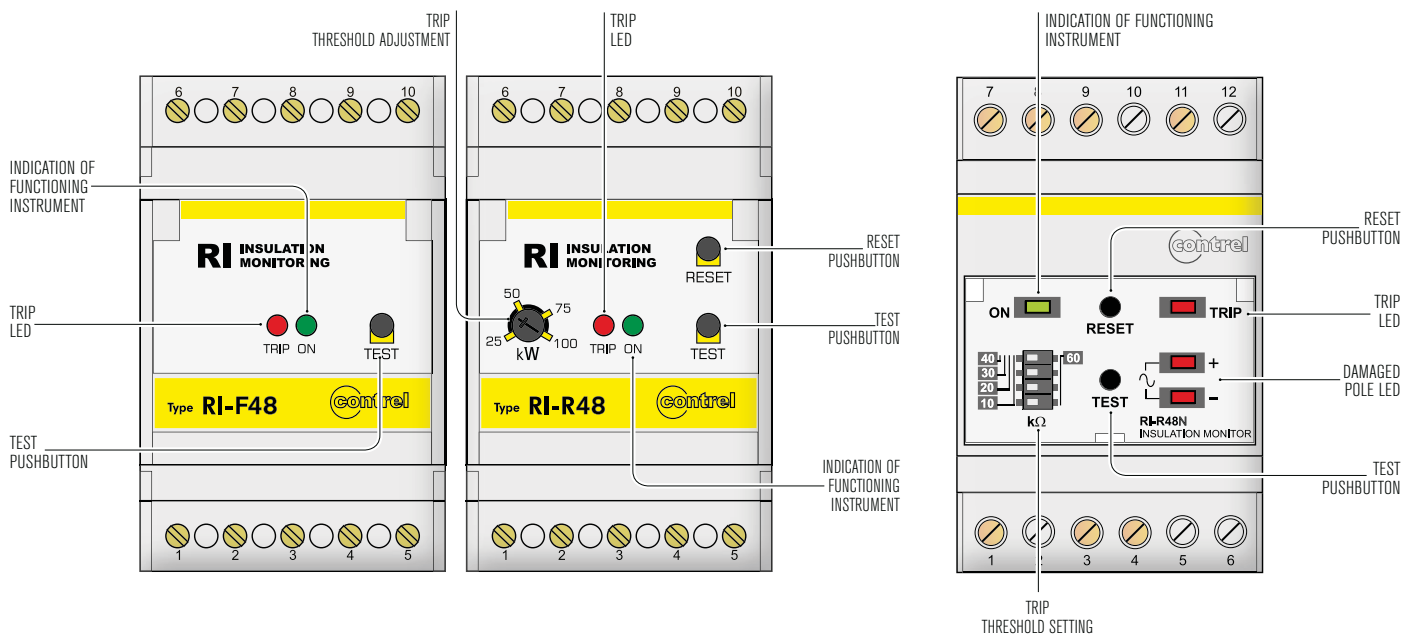 TRIP
THRESHOLD ADJUSTMENT
TRIP
LED
INDICATION OF FUNCTIONING
INSTRUMENT
6 7 8 9 10
INDICATION OF
FUNCTIONING
INSTRUMENT
RI INSULATION
MONITORING
TRIP
LED
TRIP ON
TEST
Type RI-F48 contrel
TEST
PUSHBUTTON
1 2 3 4 5
6 7 8 9 10
RI INSULATION
MONITORING
RESET
RESET
PUSHBUTTON
50
75
25
100
kW
TRIP ON
TEST
TEST
PUSHBUTTON
Type RI-R48 contrel
INDICATION OF
FUNCTIONING
INSTRUMENT
1 2 3 4 5
7 8 9 10 11 12
contrel
ON
RESET
TRIP
TRIP
LED
40
30
20
10
60
kΩ
TEST
+
–
DAMAGED
POLE LED
RI-R48N
INSULATION MONITOR
TEST
PUSHBUTTON
1 2 3 4 5 6
TRIP
THRESHOLD SETTING